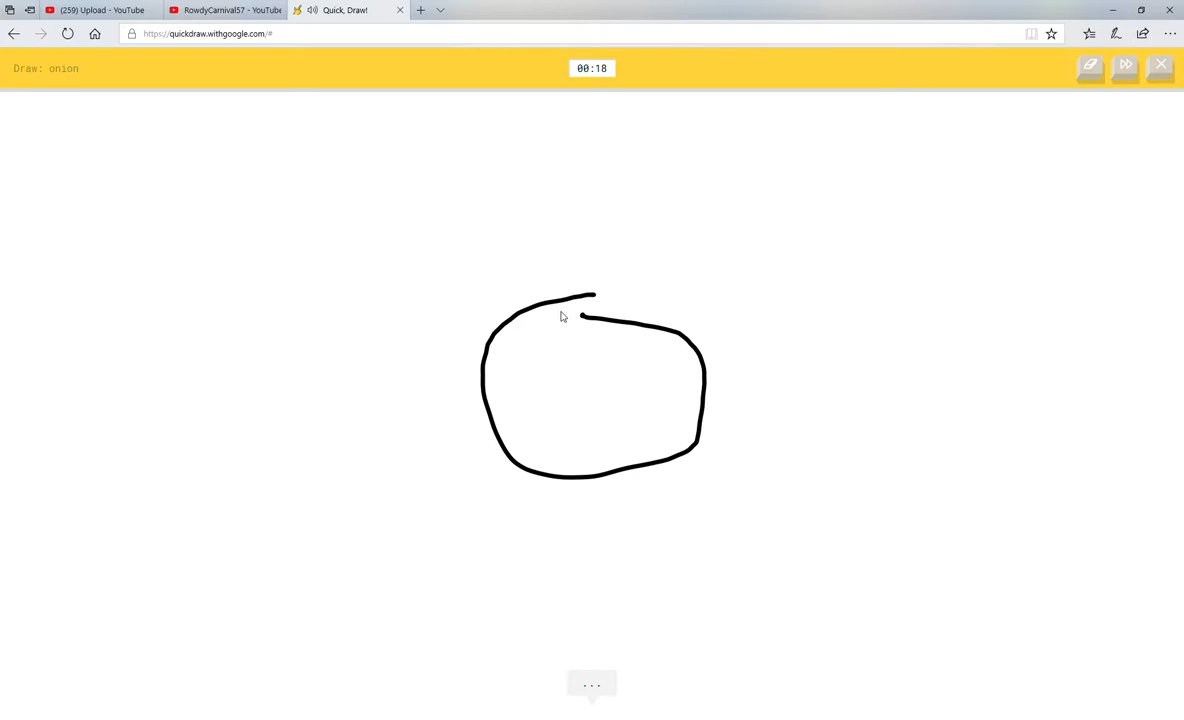 (259) Upload - YouTube
RowdyCarnival57 - YouTube
Quick, Draw!
https://quickdraw.withgoogle.com/#
Draw: onion
00:18
...